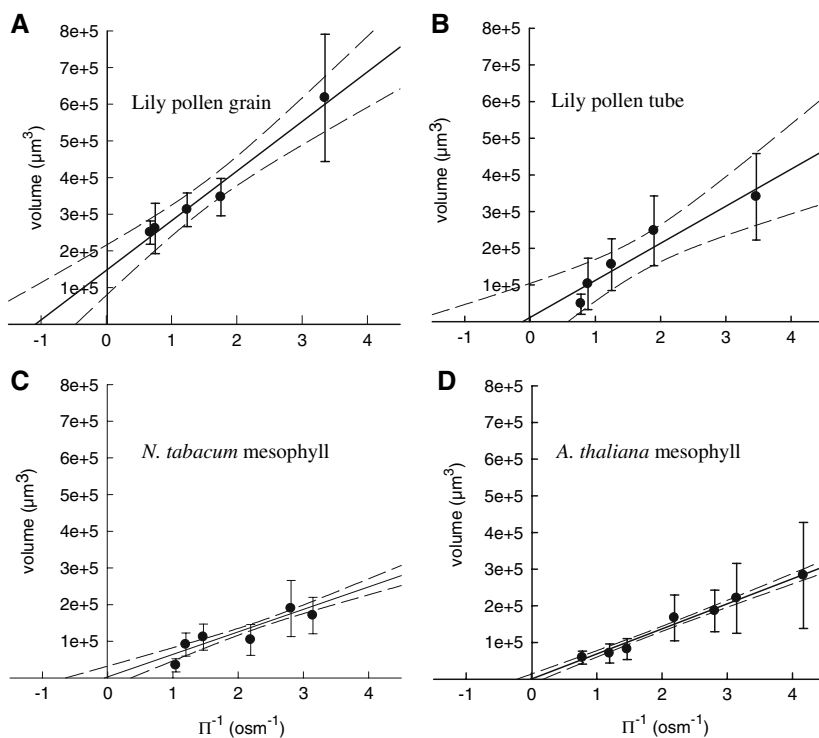 A
8e+5
7e+5
6e+5
5e+5
4e+5
3e+5
2e+5
1e+5
volume (µm³)
Lily pollen grain
-1 0 1 2 3 4
B
8e+5
7e+5
6e+5
5e+5
4e+5
3e+5
2e+5
1e+5
volume (µm³)
Lily pollen tube
-1 0 1 2 3 4
C
8e+5
7e+5
6e+5
5e+5
4e+5
3e+5
2e+5
1e+5
volume (µm³)
N. tabacum mesophyll
-1 0 1 2 3 4
Π⁻¹ (osm⁻¹)
D
8e+5
7e+5
6e+5
5e+5
4e+5
3e+5
2e+5
1e+5
volume (µm³)
A. thaliana mesophyll
-1 0 1 2 3 4
Π⁻¹ (osm⁻¹)